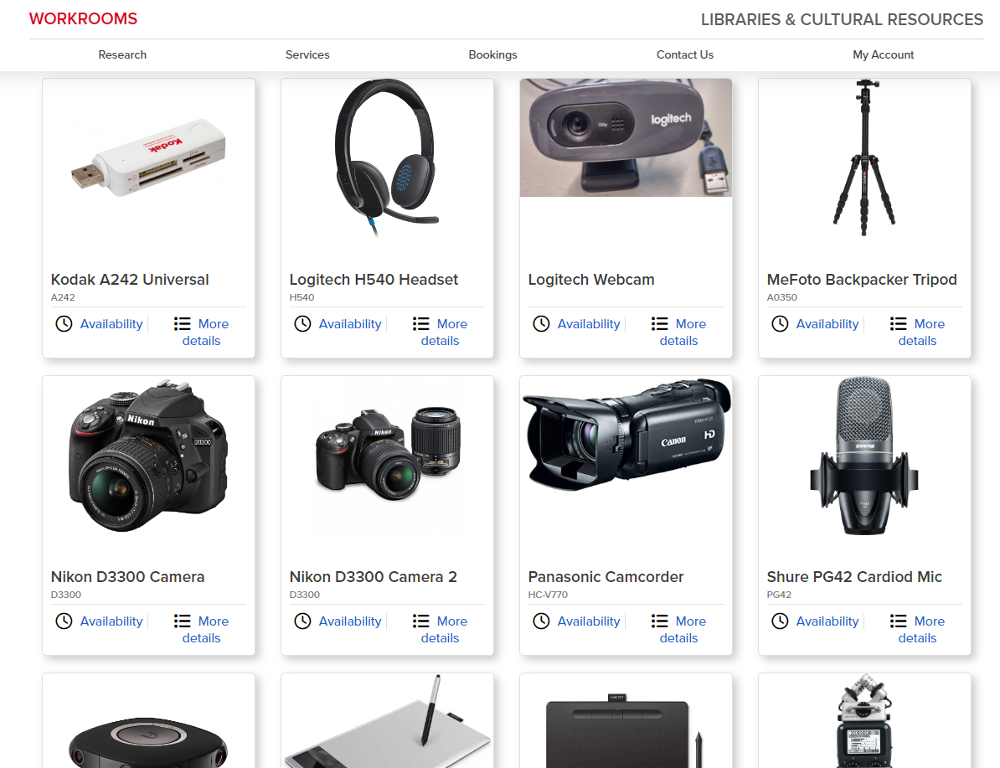 WORKROOMS
LIBRARIES & CULTURAL RESOURCES
Research Services Bookings Contact Us My Account
Kodak
logitech
720p
Kodak A242 Universal
A242
Availability More
details
Logitech H540 Headset
H540
Availability More
details
Logitech Webcam
Availability More
details
MeFoto Backpacker Tripod
A0350
Availability More
details
Nikon
D3300
Nikon
Canon
HD
SHURE
PG42
Nikon D3300 Camera
D3300
Availability More
details
Nikon D3300 Camera 2
D3300
Availability More
details
Panasonic Camcorder
HC-V770
Availability More
details
Shure PG42 Cardiod Mic
PG42
Availability More
details
wacom